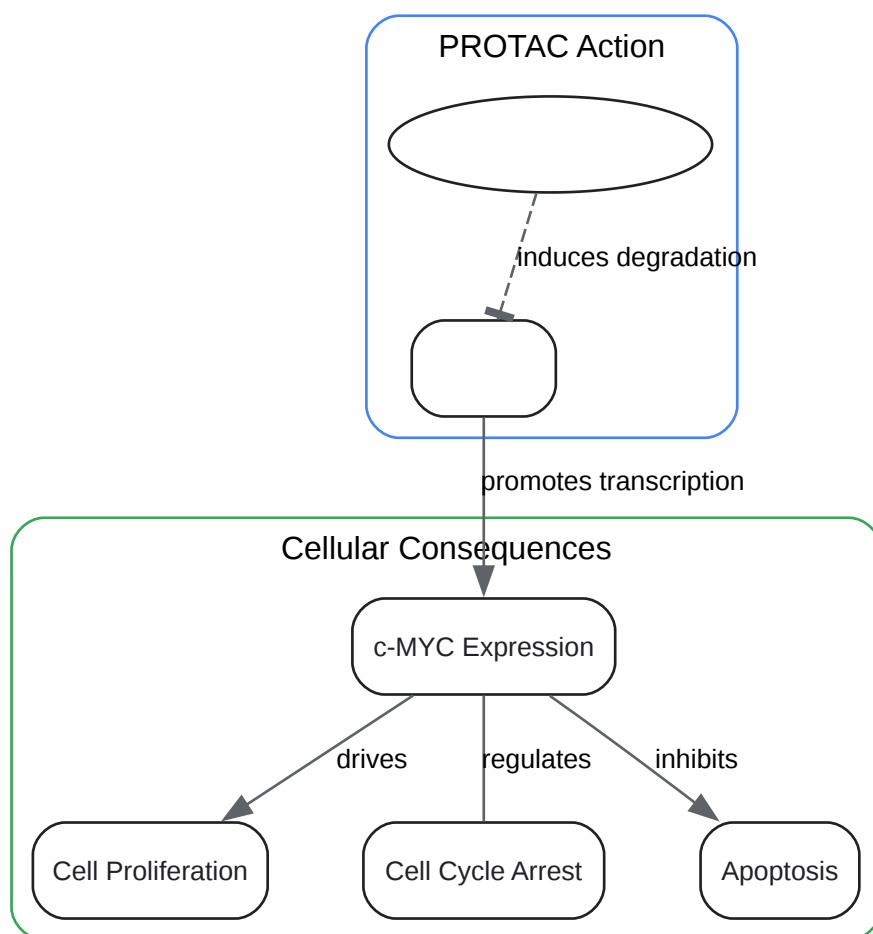 PROTAC Action
induces degradation
promotes transcription
Cellular Consequences
c-MYC Expression
drives
regulates
inhibits
Cell Proliferation
Cell Cycle Arrest
Apoptosis